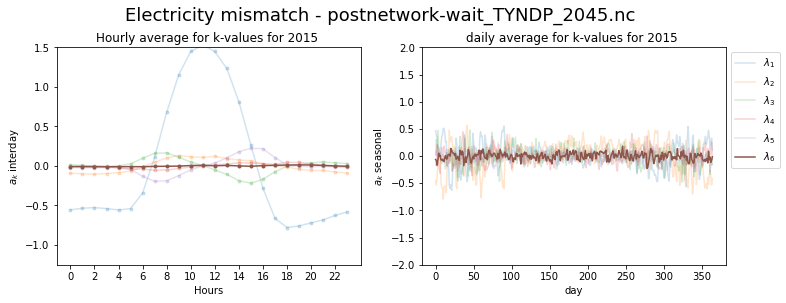 Electricity mismatch - postnetwork-wait_TYNDP_2045.nc
Hourly average for k-values for 2015
1.5
1.0
0.5
0.0
−0.5
−1.0
a_k interday
0 2 4 6 8 10 12 14 16 18 20 22
Hours
daily average for k-values for 2015
2.0
1.5
1.0
0.5
0.0
−0.5
−1.0
−1.5
−2.0
a_k seasonal
0 50 100 150 200 250 300 350
day
λ₁
λ₂
λ₃
λ₄
λ₅
λ₆